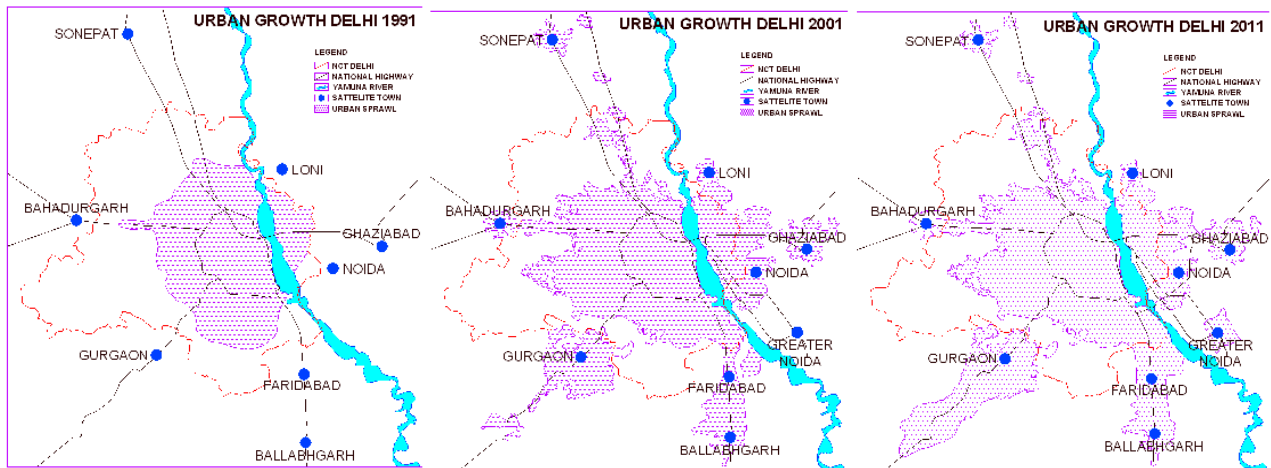 URBAN GROWTH DELHI 1991
SONEPAT
LEGEND
NCT DELHI
NATIONAL HIGHWAY
YAMUNA RIVER
SATTELITE TOWN
URBAN SPRAWL
LONI
BAHADURGARH
GHAZIABAD
NOIDA
GURGAON
FARIDABAD
BALLABHGARH
URBAN GROWTH DELHI 2001
SONEPAT
LEGEND
NCT DELHI
NATIONAL HIGHWAY
YAMUNA RIVER
SATTELITE TOWN
URBAN SPRAWL
LONI
BAHADURGARH
GHAZIABAD
NOIDA
GREATER
NOIDA
GURGAON
FARIDABAD
BALLABHGARH
URBAN GROWTH DELHI 2011
SONEPAT
LEGEND
NCT DELHI
NATIONAL HIGHWAY
YAMUNA RIVER
SATTELITE TOWN
URBAN SPRAWL
LONI
BAHADURGARH
GHAZIABAD
NOIDA
GREATER
NOIDA
GURGAON
FARIDABAD
BALLABHGARH